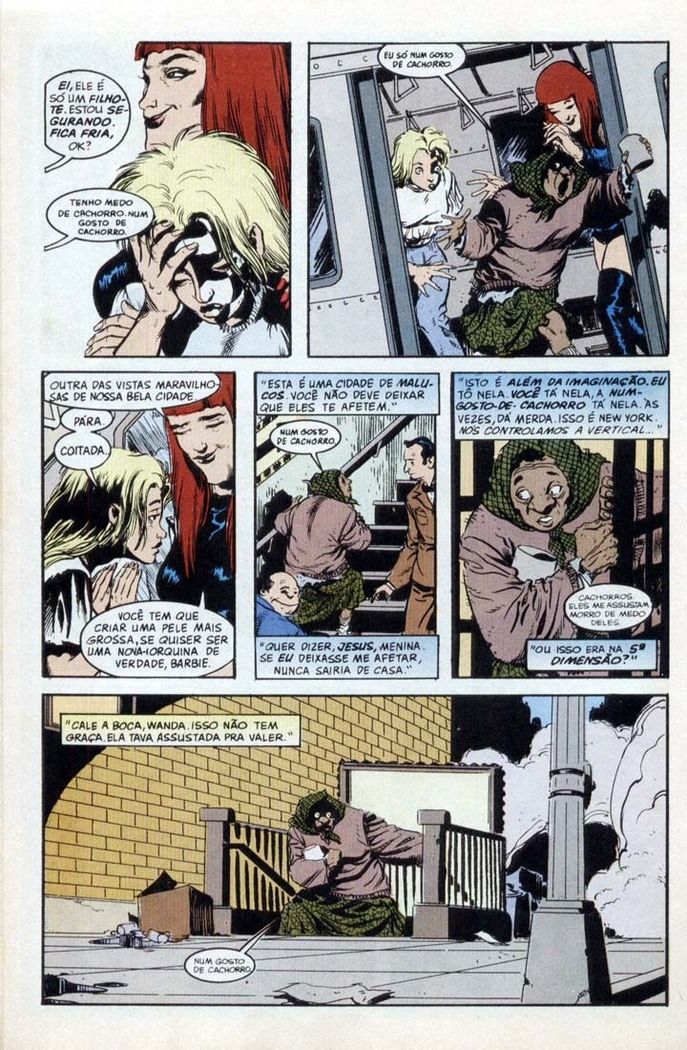 EI, ELE É
SÓ UM FILHO-
TE. ESTOU SE-
GURANDO.
FICA FRIA,
OK?
TENHO MEDO
DE CACHORRO. NUM
GOSTO DE
CACHORRO.
EU SÓ NUM GOSTO
DE CACHORRO.
OUTRA DAS VISTAS MARAVILHO-
SAS DE NOSSA BELA CIDADE.
PÁRA.
COITADA.
VOCÊ TEM QUE
CRIAR UMA PELE MAIS
GROSSA, SE QUISER SER
UMA NOVA-IORQUINA DE
VERDADE, BARBIE.
"ESTA É UMA CIDADE DE MALU-
COS. VOCÊ NÃO DEVE DEIXAR
QUE ELES TE AFETEM."
NUM GOSTO
DE CACHORRO.
"QUER DIZER, JESUS, MENINA.
SE EU DEIXASSE ME AFETAR,
NUNCA SAIRIA DE CASA."
"ISTO É ALÉM DA IMAGINAÇÃO. EU
TÔ NELA. VOCÊ TÁ NELA, A NUM-
GOSTO-DE-CACHORRO TÁ NELA. ÀS
VEZES, DÁ MERDA. ISSO É NEW YORK.
NÓS CONTROLAMOS A VERTICAL..."
CACHORROS.
ELES ME ASSUSTAM.
MORRO DE MEDO
DELES.
"OU ISSO ERA NA 5ª
DIMENSÃO?"
"CALE A BOCA, WANDA. ISSO NÃO TEM
GRAÇA. ELA TAVA ASSUSTADA PRA VALER."
NUM GOSTO
DE CACHORRO.